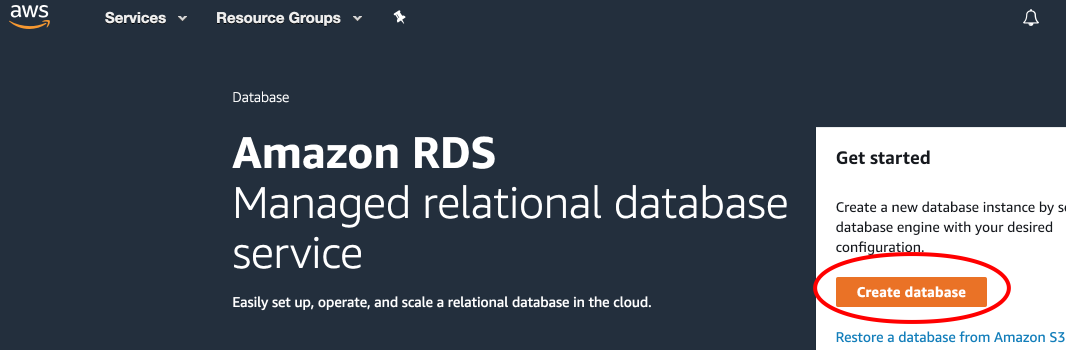 aws
Services
Resource Groups
Database
Amazon RDS
Managed relational database
service
Easily set up, operate, and scale a relational database in the cloud.
Get started
Create a new database instance by se
database engine with your desired
configuration.
Create database
Restore a database from Amazon S3